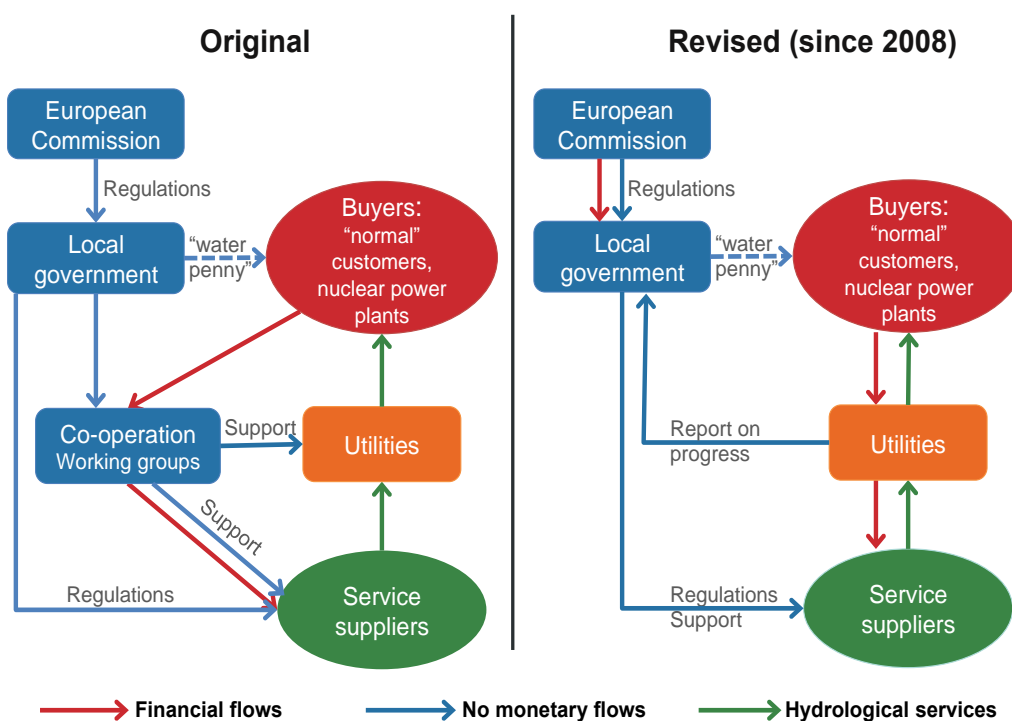 Original
European
Commission
Regulations
Local
government
“water
penny”
Buyers:
“normal”
customers,
nuclear power
plants
Co-operation
Working groups
Support
Utilities
Support
Regulations
Service
suppliers
Revised (since 2008)
European
Commission
Regulations
Local
government
“water
penny”
Buyers:
“normal”
customers,
nuclear power
plants
Report on
progress
Utilities
Regulations
Support
Service
suppliers
Financial flows
No monetary flows
Hydrological services